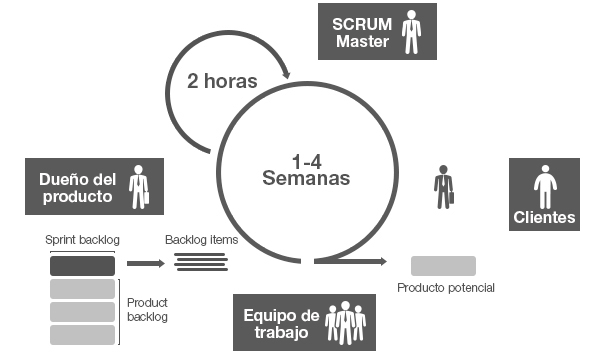 SCRUM
Master
2 horas
1-4
Semanas
Dueño del
producto
Clientes
Sprint backlog
Backlog items
Product
backlog
Producto potencial
Equipo de
trabajo